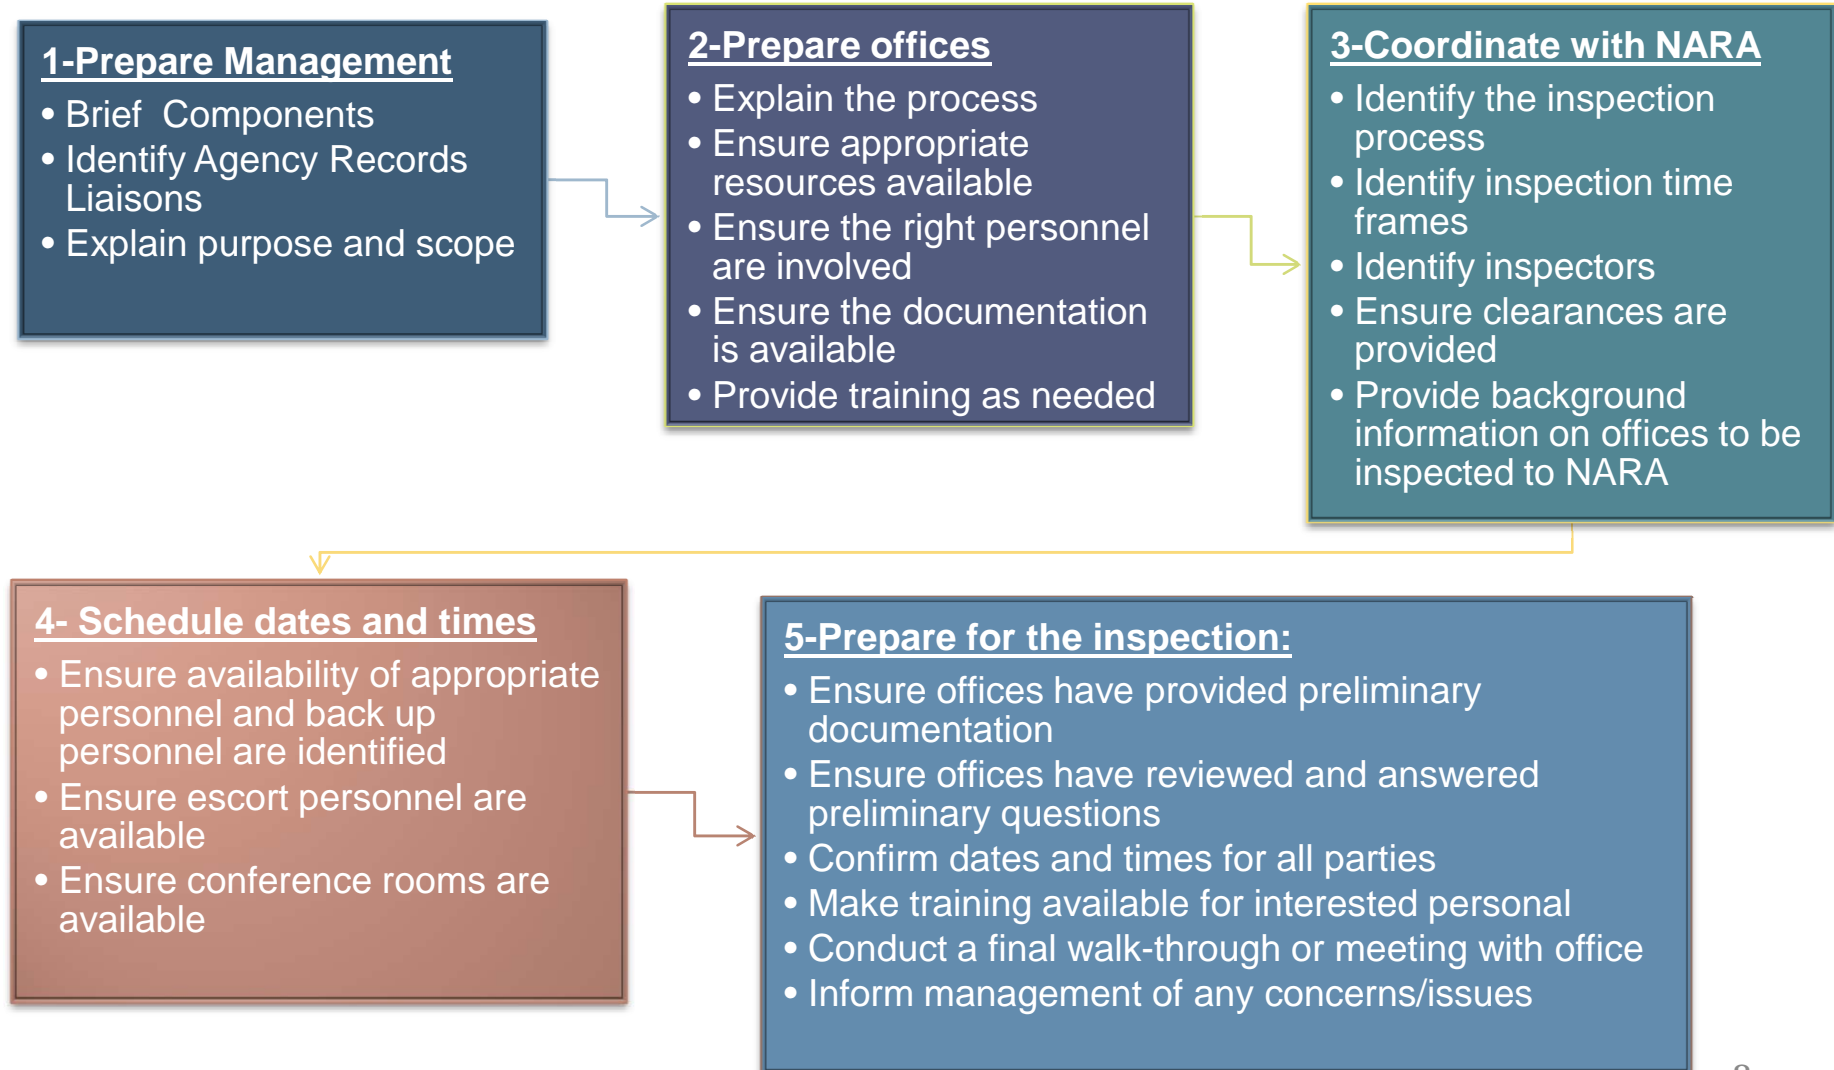 1-Prepare Management
• Brief  Components
• Identify Agency Records
Liaisons
• Explain purpose and scope
2-Prepare offices
• Explain the process
• Ensure appropriate
resources available
• Ensure the right personnel
are involved
• Ensure the documentation
is available
• Provide training as needed
3-Coordinate with NARA
• Identify the inspection
process
• Identify inspection time
frames
• Identify inspectors
• Ensure clearances are
provided
• Provide background
information on offices to be
inspected to NARA
4- Schedule dates and times
• Ensure availability of appropriate
personnel and back up
personnel are identified
• Ensure escort personnel are
available
• Ensure conference rooms are
available
5-Prepare for the inspection:
• Ensure offices have provided preliminary
documentation
• Ensure offices have reviewed and answered
preliminary questions
• Confirm dates and times for all parties
• Make training available for interested personal
• Conduct a final walk-through or meeting with office
• Inform management of any concerns/issues